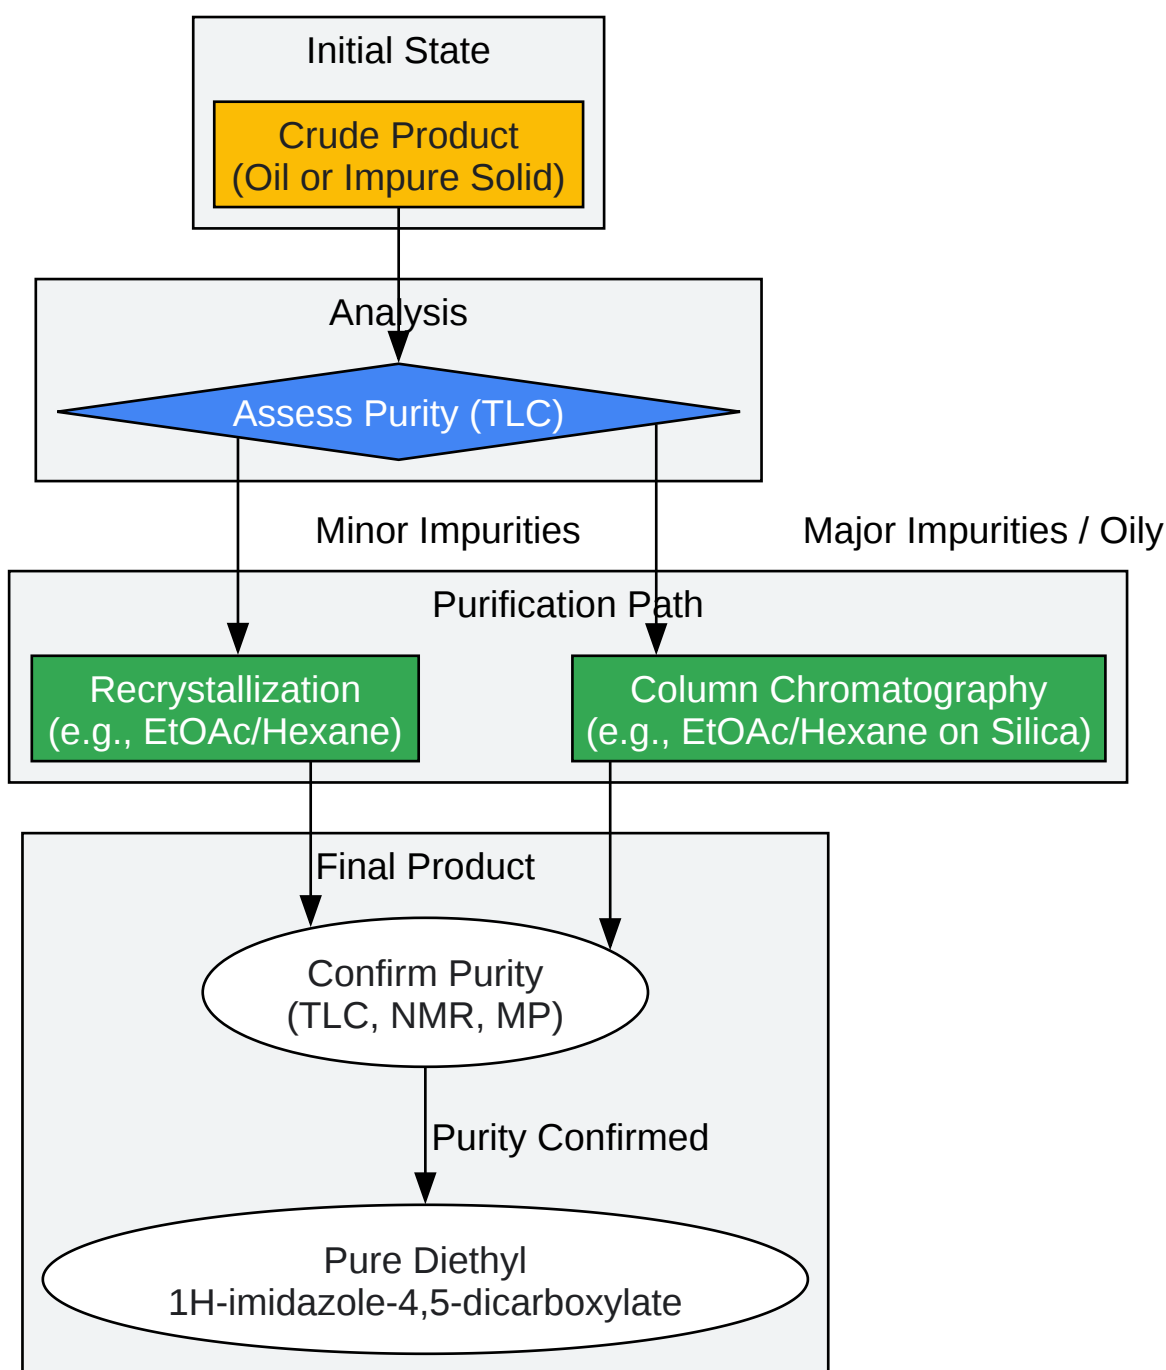 Initial State
Crude Product
(Oil or Impure Solid)
Analysis
Assess Purity (TLC)
Minor Impurities
Major Impurities / Oily
Purification Path
Recrystallization
(e.g., EtOAc/Hexane)
Column Chromatography
(e.g., EtOAc/Hexane on Silica)
Final Product
Confirm Purity
(TLC, NMR, MP)
Purity Confirmed
Pure Diethyl
1H-imidazole-4,5-dicarboxylate